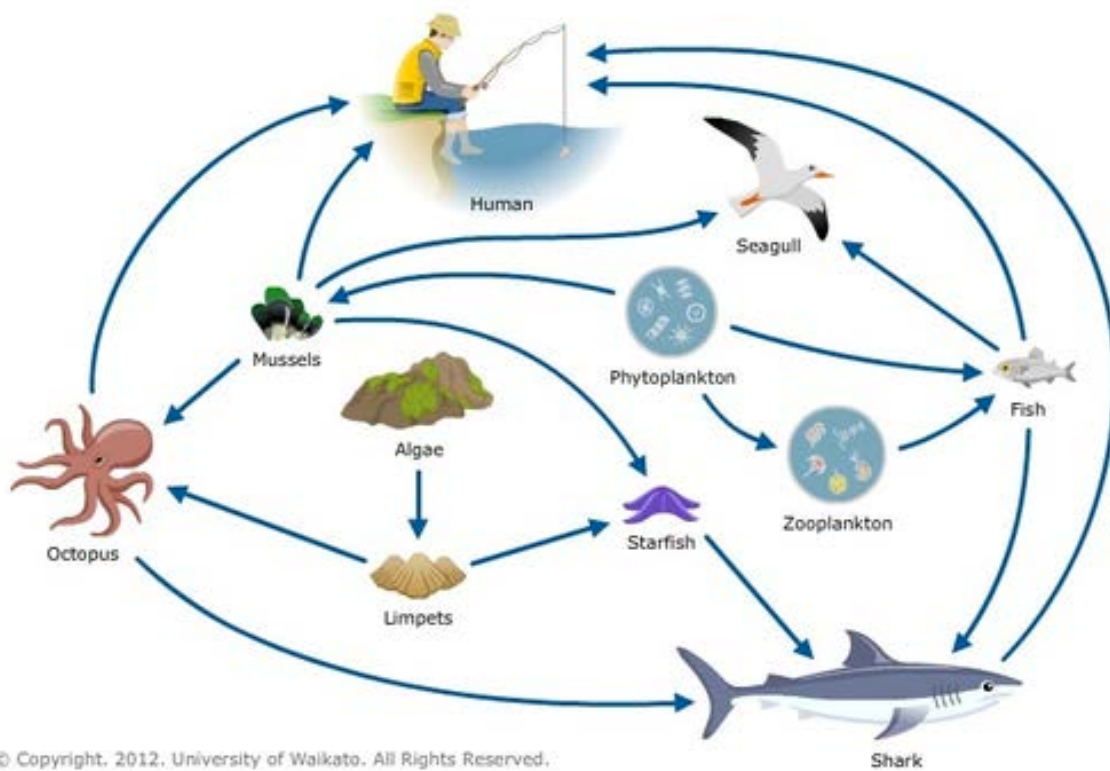 Human
Seagull
Mussels
Phytoplankton
Fish
Algae
Zooplankton
Octopus
Starfish
Limpets
Shark
© Copyright. 2012. University of Waikato. All Rights Reserved.